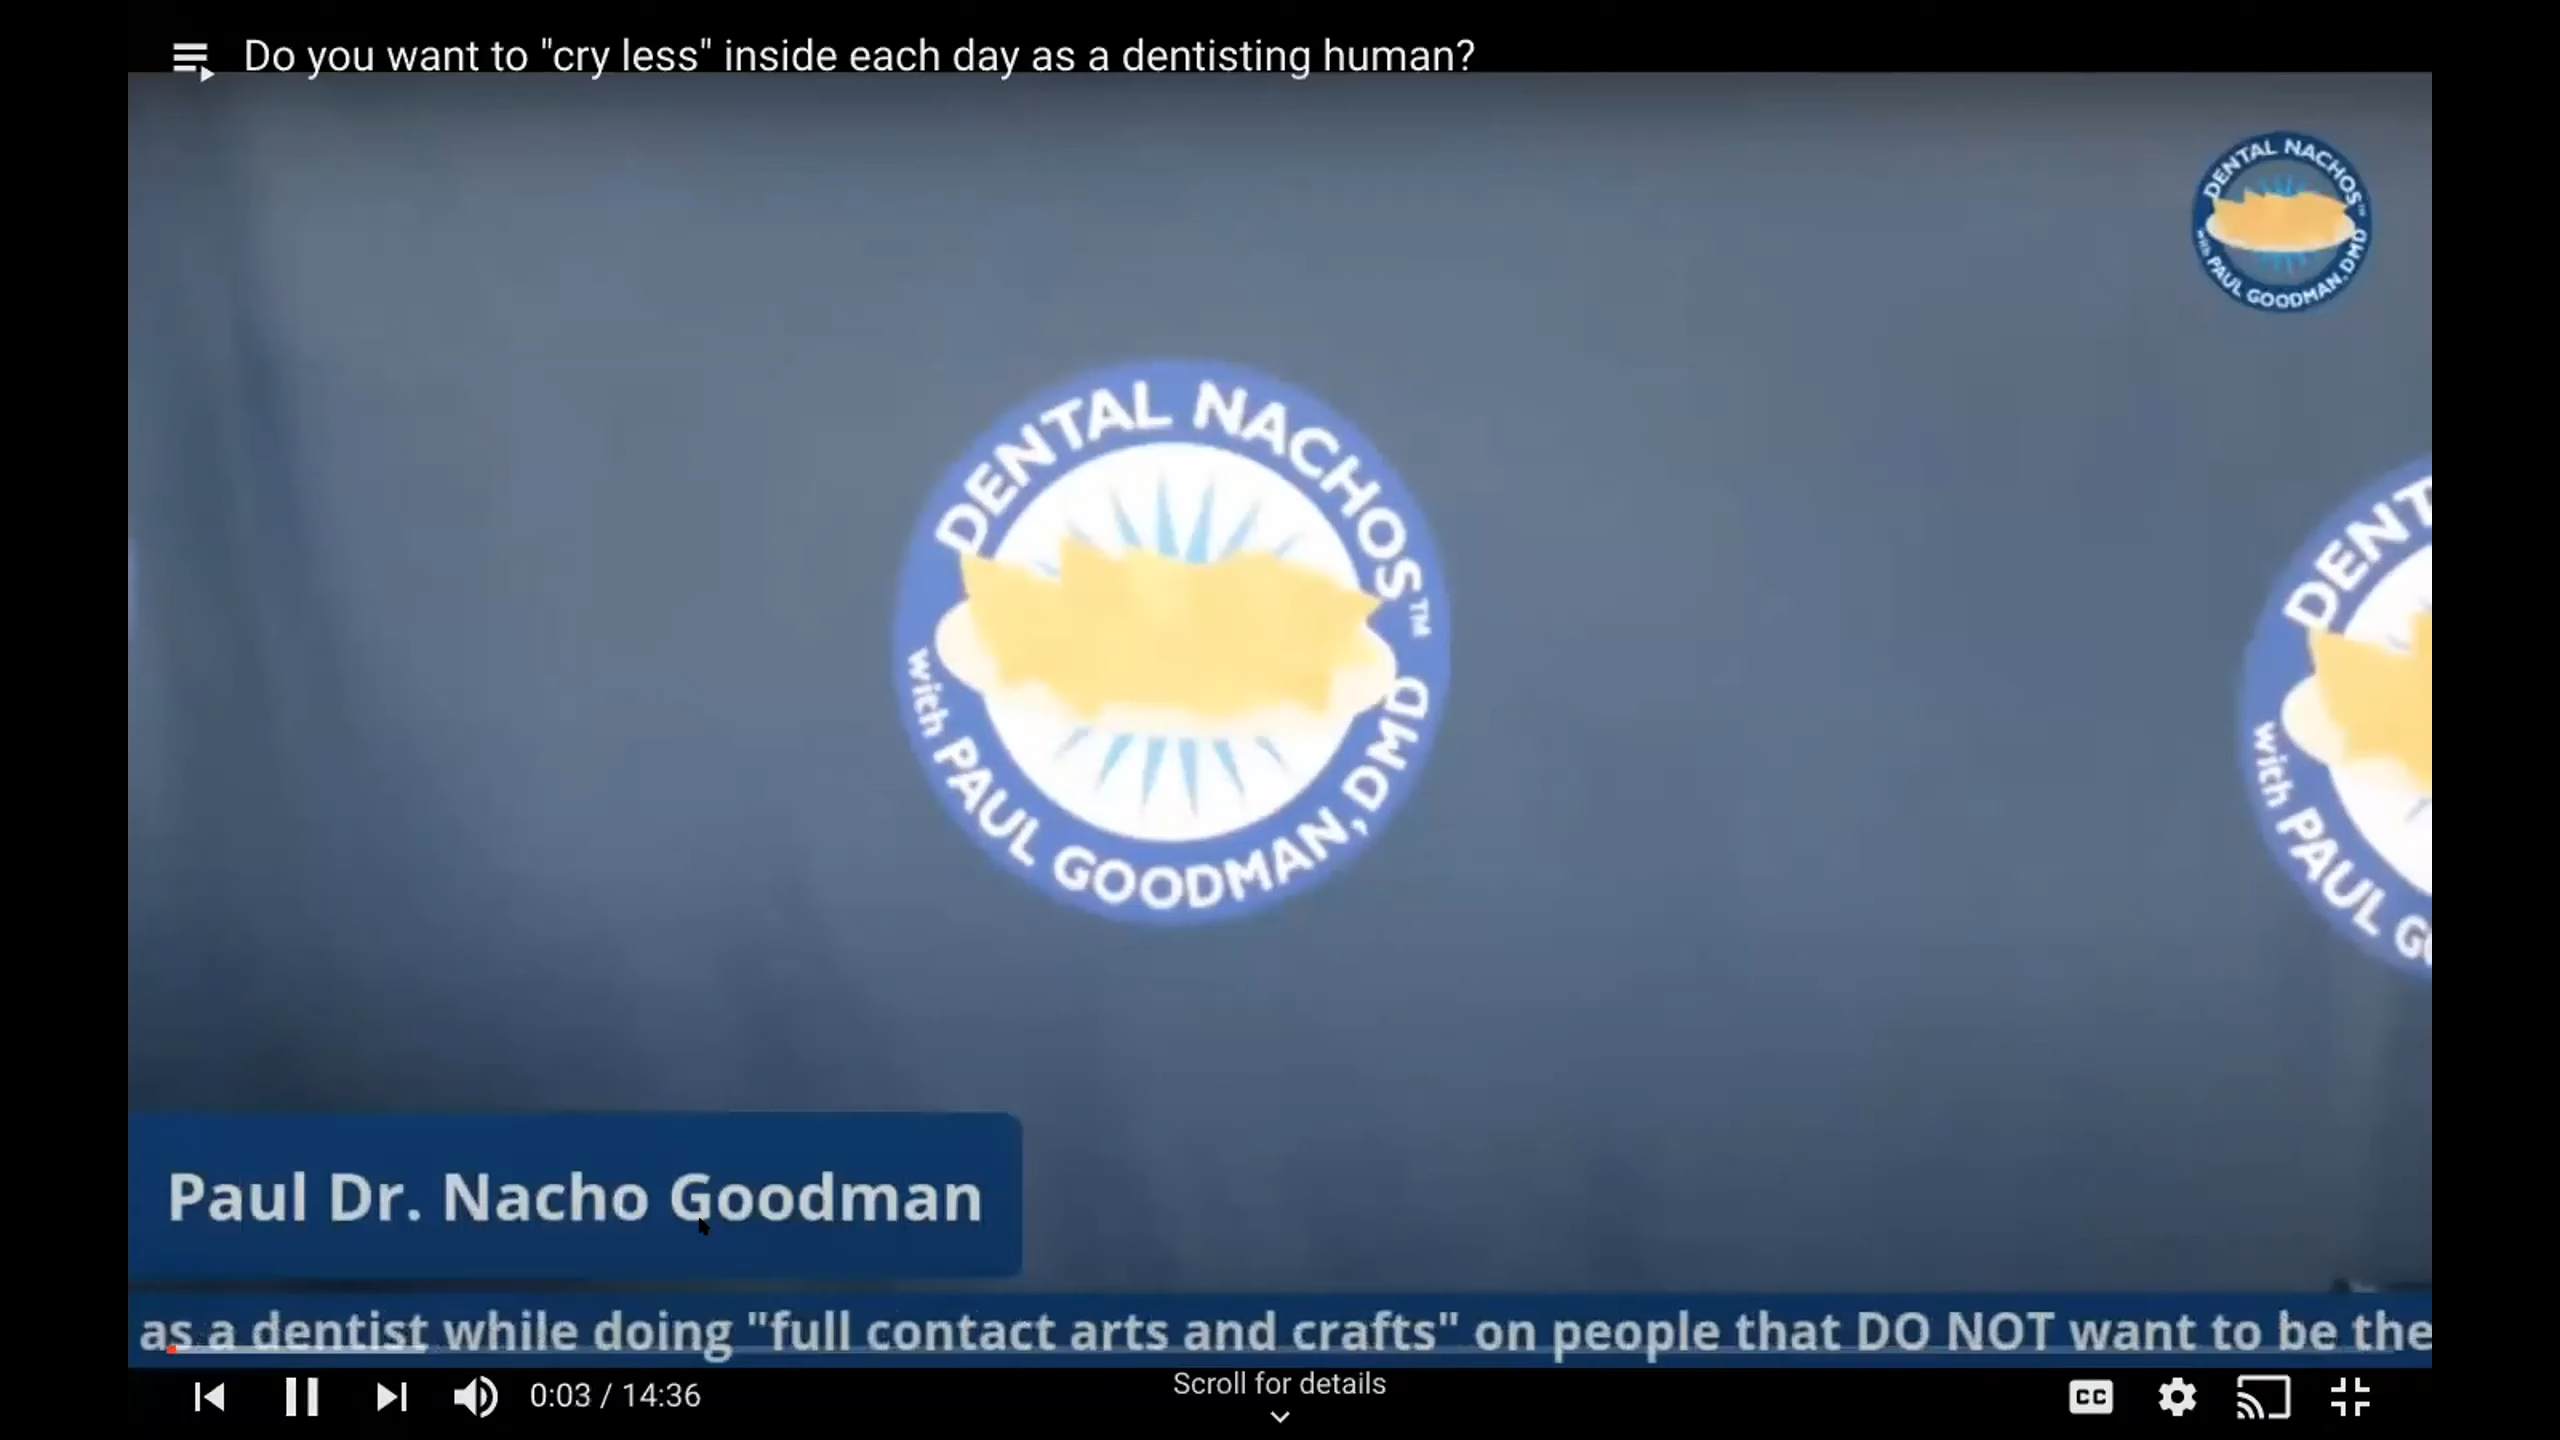 Do you want to "cry less" inside each day as a dentisting human?
DENTAL NACHOS™
with PAUL GOODMAN, DMD
DENTAL NACHOS™
with PAUL GOODMAN, DMD
DENT
with PAUL G
Paul Dr. Nacho Goodman
as a dentist while doing "full contact arts and crafts" on people that DO NOT want to be the
0:03 / 14:36
Scroll for details
CC